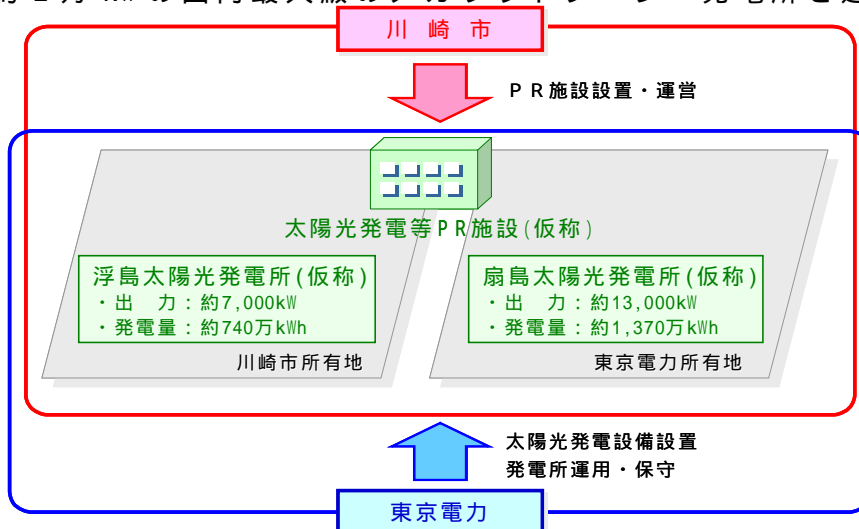 川崎市
ＰＲ施設設置・運営
太陽光発電等PR施設(仮称)
浮島太陽光発電所(仮称)
・出　力：約7,000kW
・発電量：約740万kWh
川崎市所有地
扇島太陽光発電所(仮称)
・出　力：約13,000kW
・発電量：約1,370万kWh
東京電力所有地
太陽光発電設備設置
発電所運用・保守
東京電力